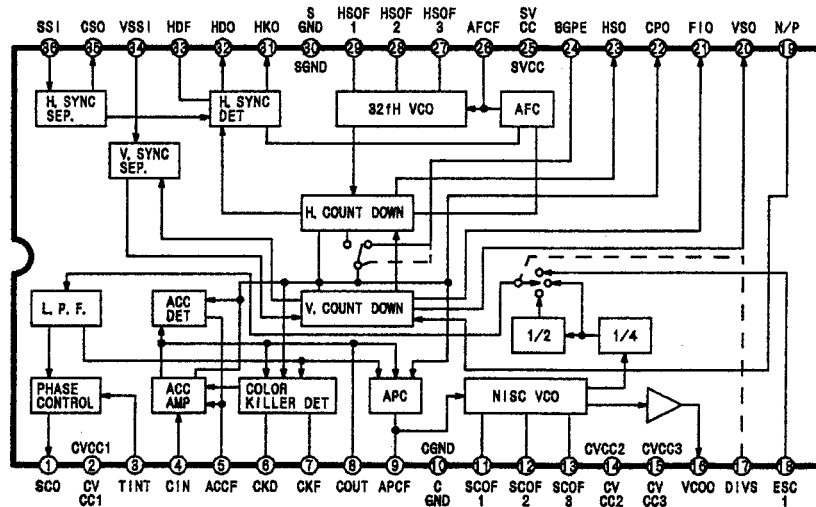 SSI CSO VSSI HDF HDO HKO S GND HSOF 1 HSOF 2 HSOF 3 AFCF SV CC BGPE HSO CPO FIO VSO N/P
36 35 34 33 32 31 30 29 28 27 26 25 24 23 22 21 20 19
SGND SVCC
H. SYNC SEP.
H. SYNC DET
32fH VCO
AFC
V. SYNC SEP.
H. COUNT DOWN
V. COUNT DOWN
L. P. F.
ACC DET
1/2
1/4
PHASE CONTROL
ACC AMP
COLOR KILLER DET
APC
NISC VCO
CVCC1 CGND CVCC2 CVCC3
1 2 3 4 5 6 7 8 9 10 11 12 13 14 15 16 17 18
SCO CV CC1 TINT CIN ACCF CKD CKF COUT APCF C GND SCOF 1 SCOF 2 SCOF 3 CV CC2 CV CC3 VCOO DIVS ESC 1